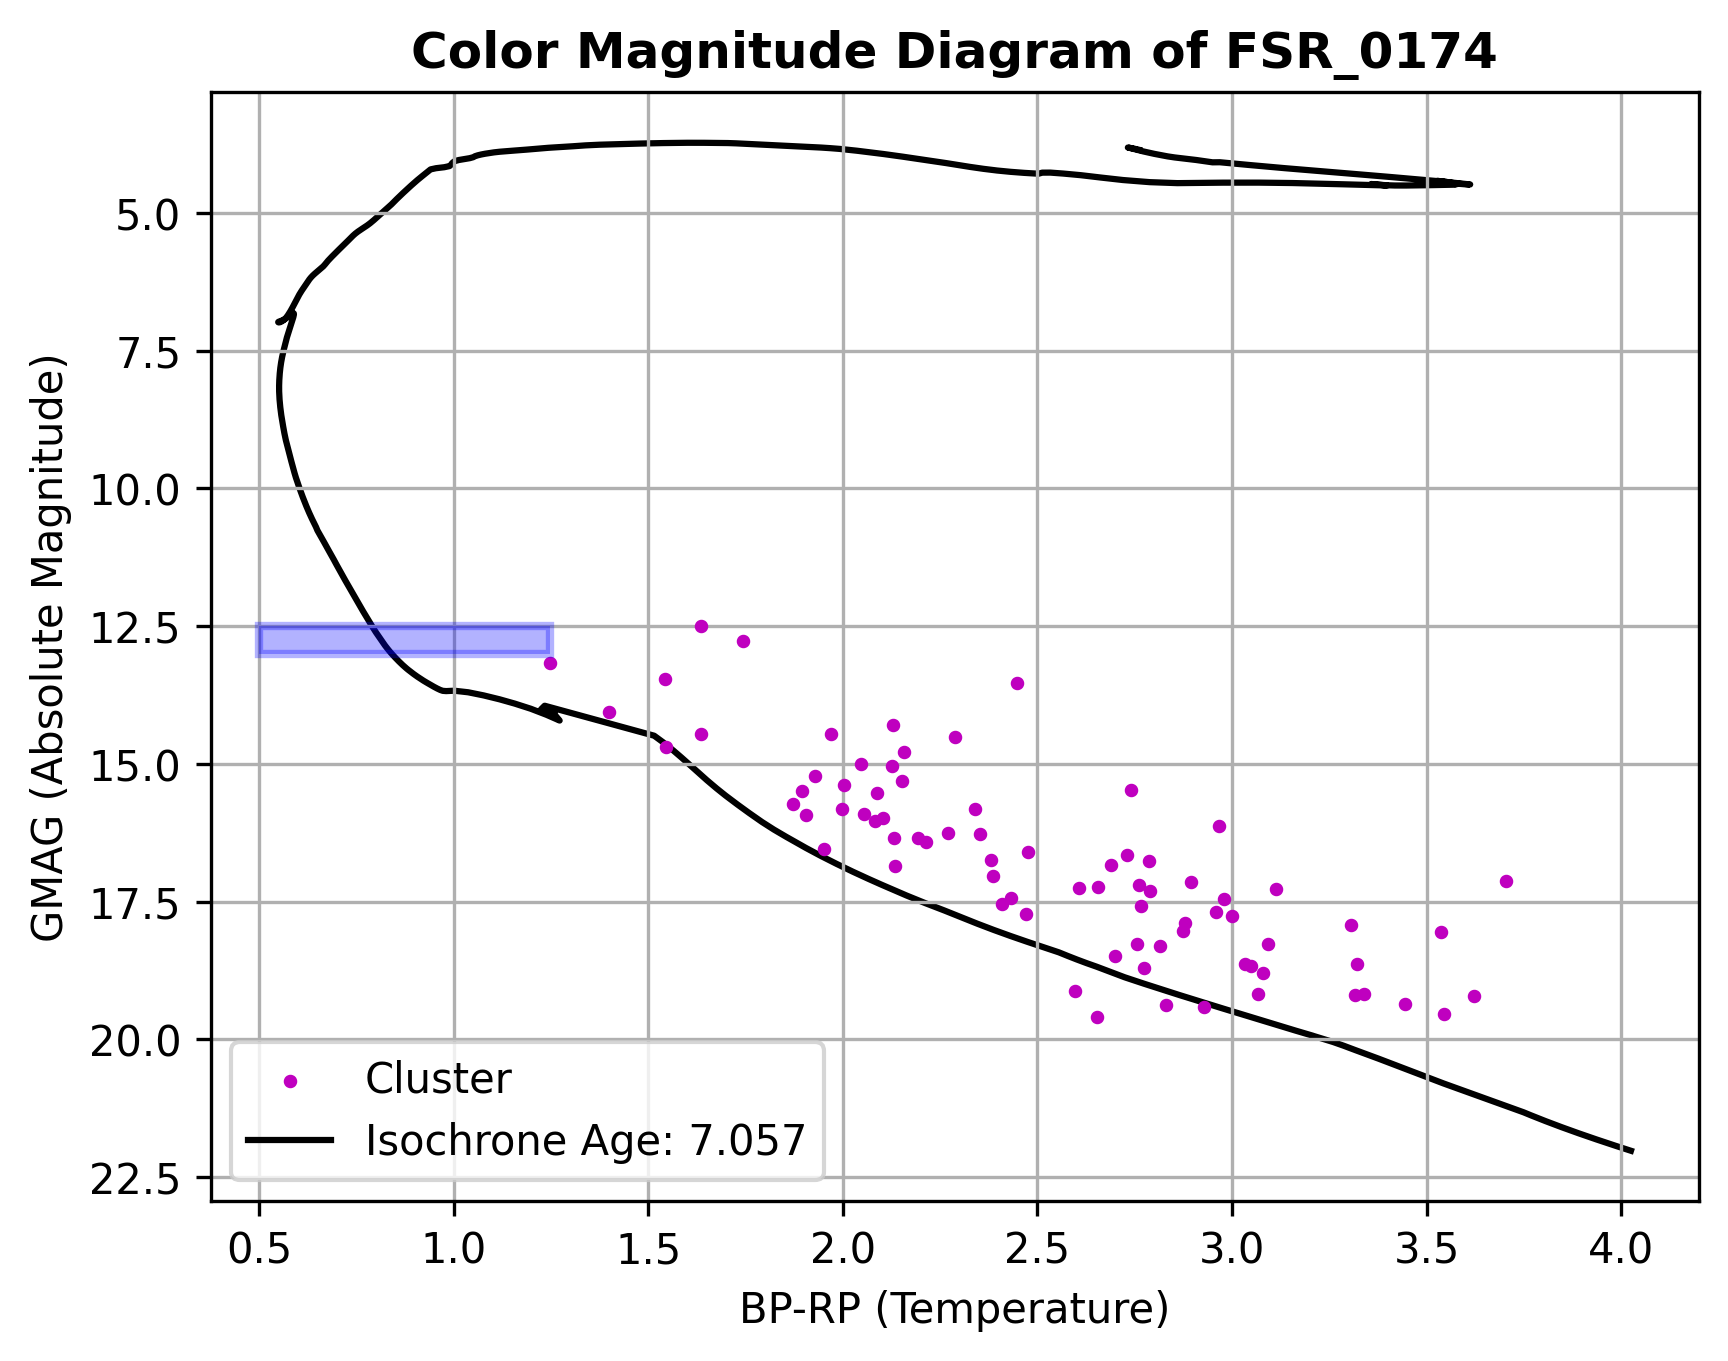 Color Magnitude Diagram of FSR_0174
GMAG (Absolute Magnitude)
5.0
7.5
10.0
12.5
15.0
17.5
20.0
22.5
Cluster
Isochrone Age: 7.057
0.5 1.0 1.5 2.0 2.5 3.0 3.5 4.0
BP-RP (Temperature)